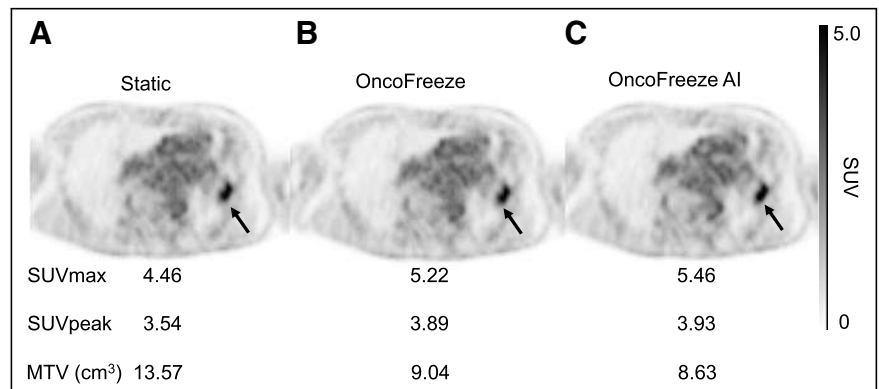 A B C
Static OncoFreeze OncoFreeze AI
5.0
SUV
0
SUVmax 4.46 5.22 5.46
SUVpeak 3.54 3.89 3.93
MTV (cm³) 13.57 9.04 8.63